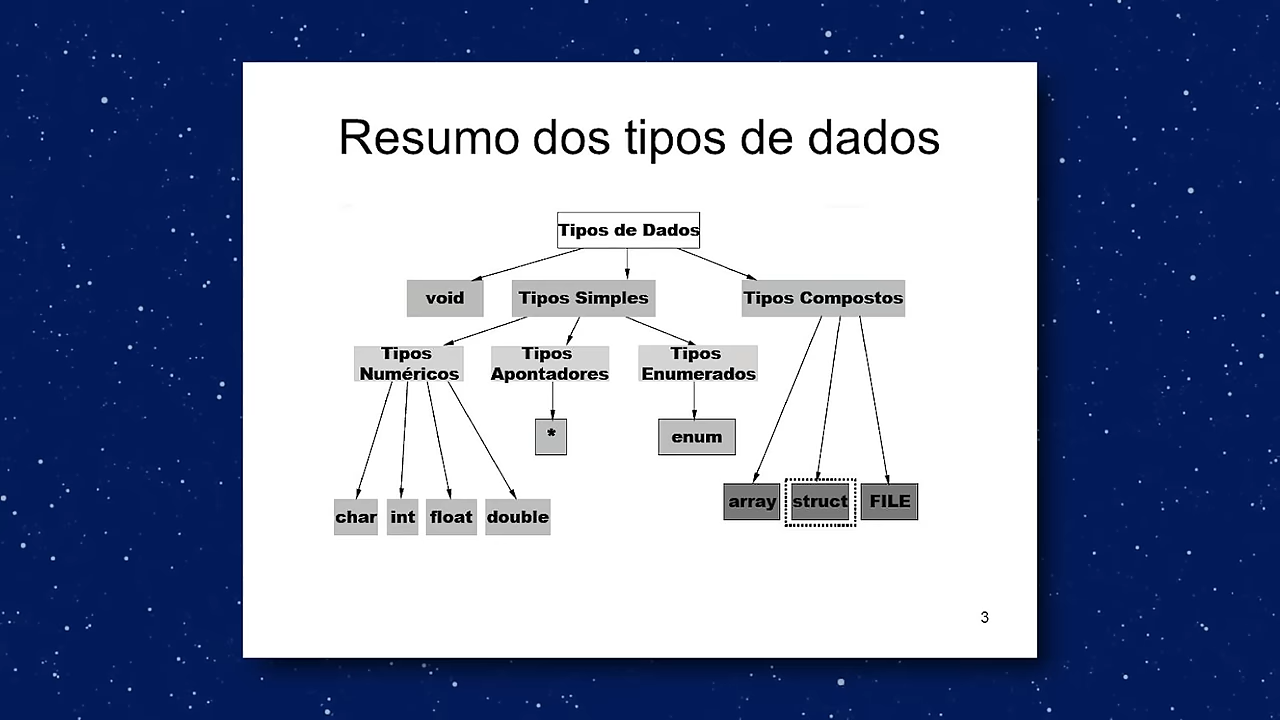 Resumo dos tipos de dados
Tipos de Dados
void
Tipos Simples
Tipos Compostos
Tipos
Numéricos
Tipos
Apontadores
Tipos
Enumerados
*
enum
array
struct
FILE
char
int
float
double
3